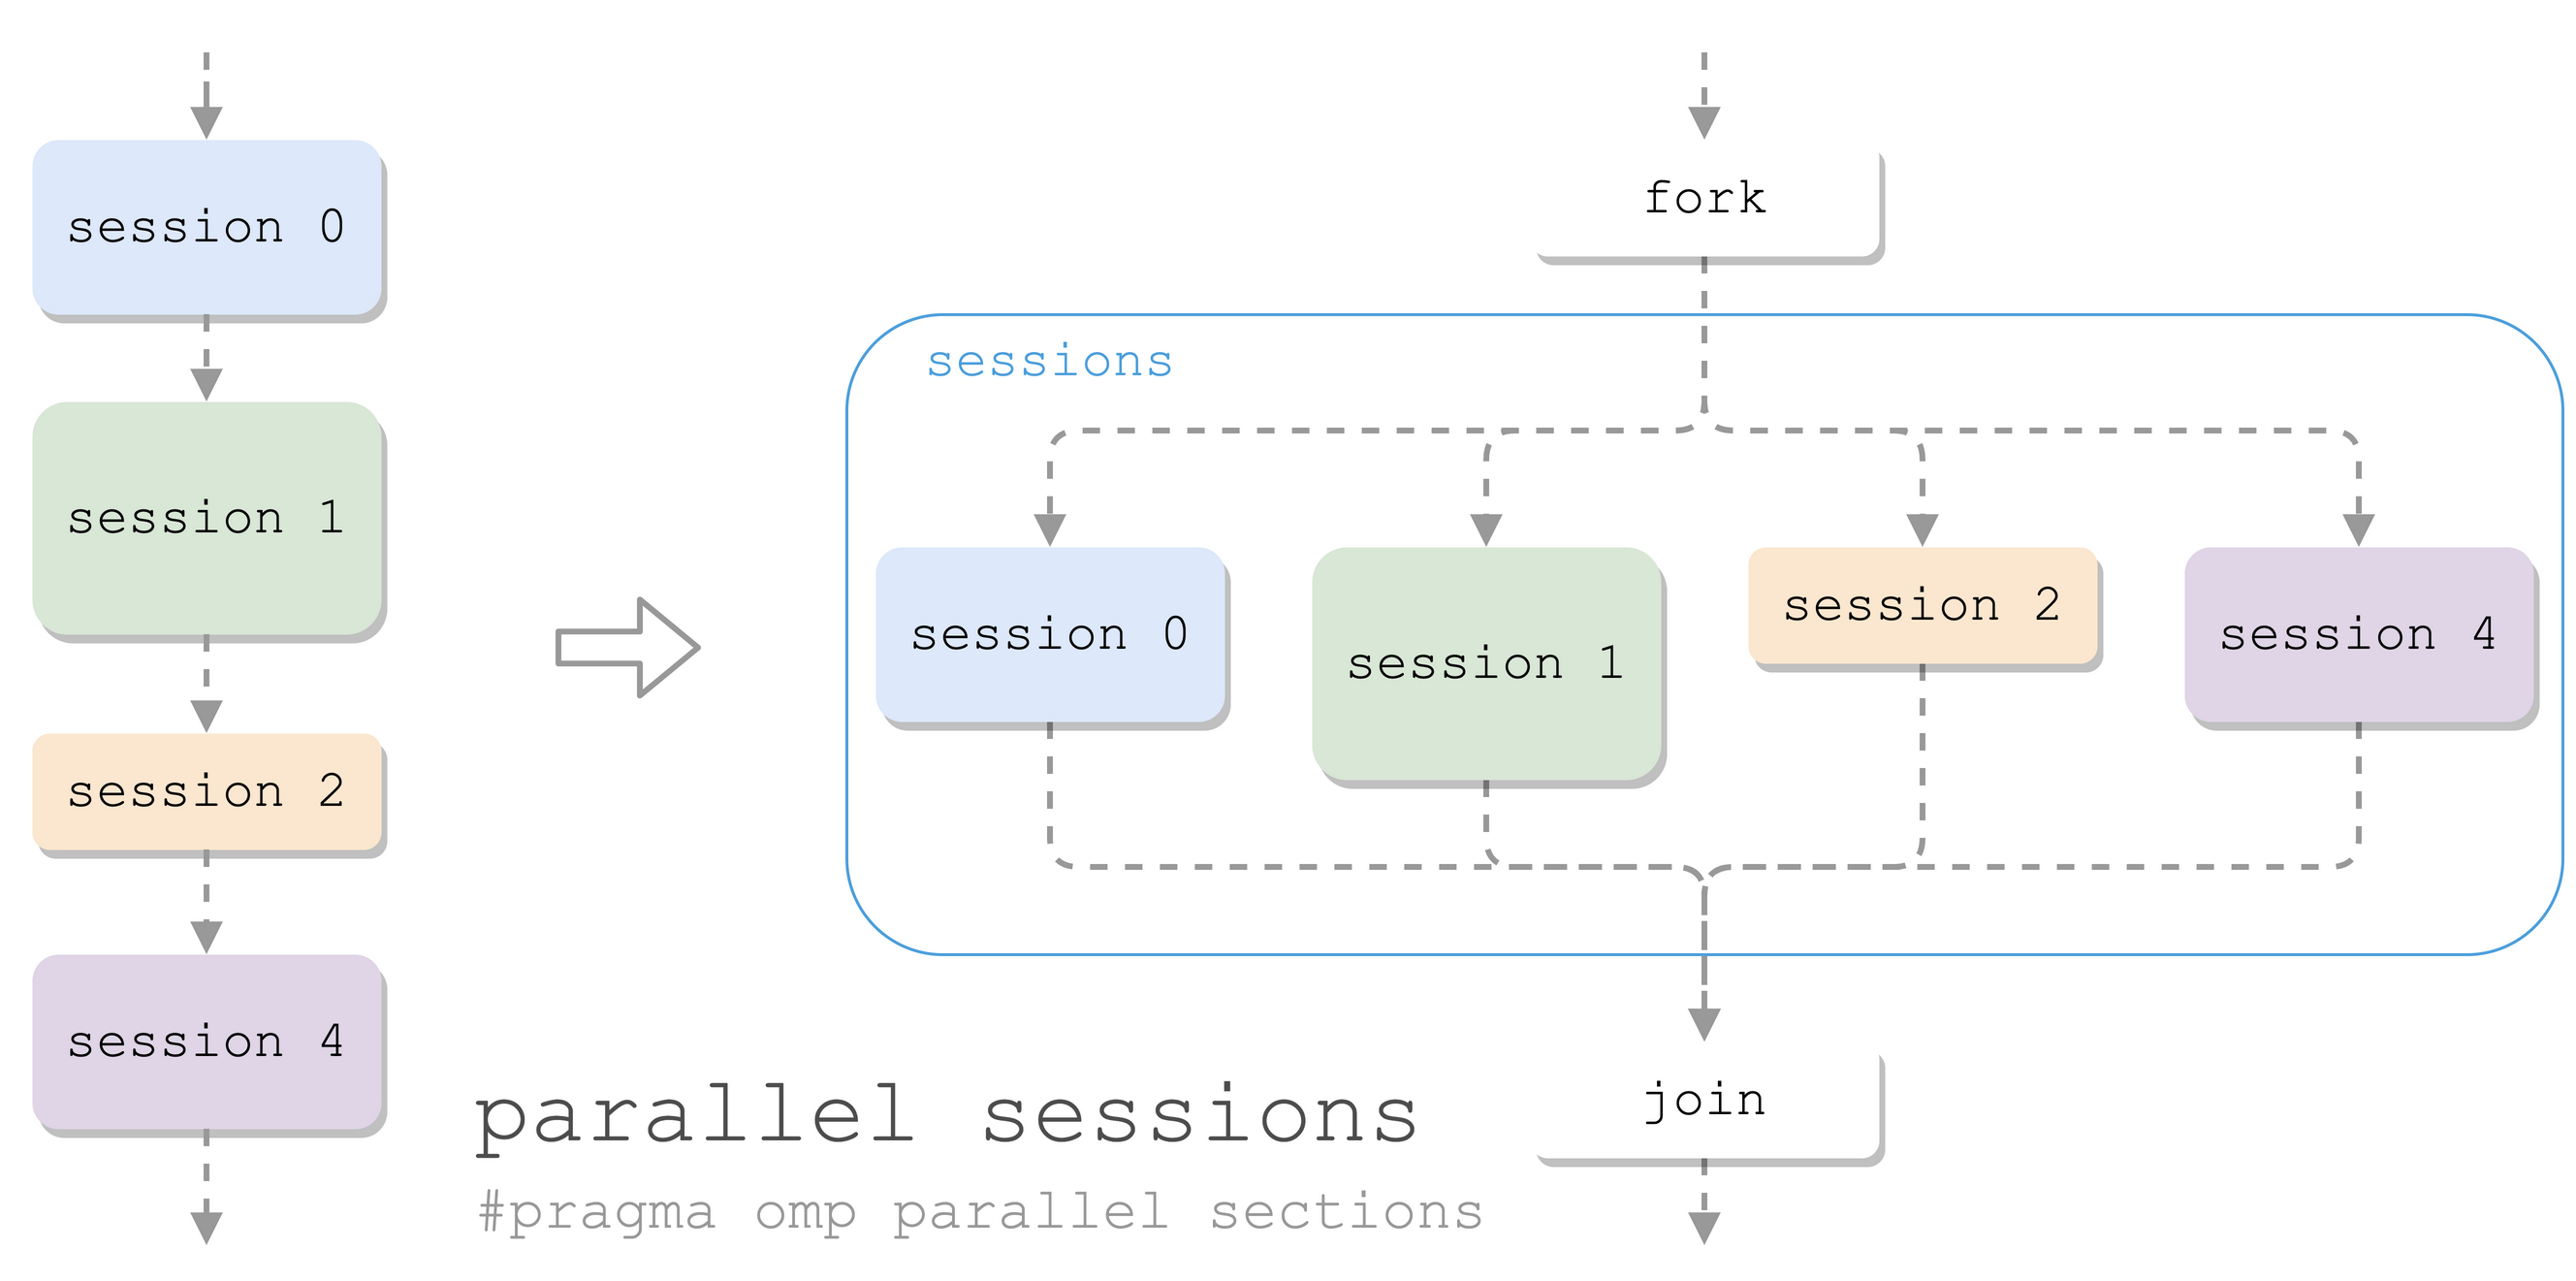 session 0
session 1
session 2
session 4
fork
sessions
session 0
session 1
session 2
session 4
join
parallel sessions
#pragma omp parallel sections